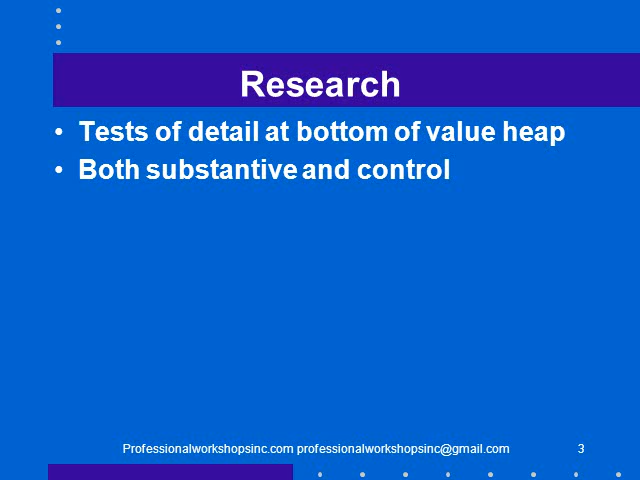 Research
• Tests of detail at bottom of value heap
• Both substantive and control
Professionalworkshopsinc.com professionalworkshopsinc@gmail.com 3